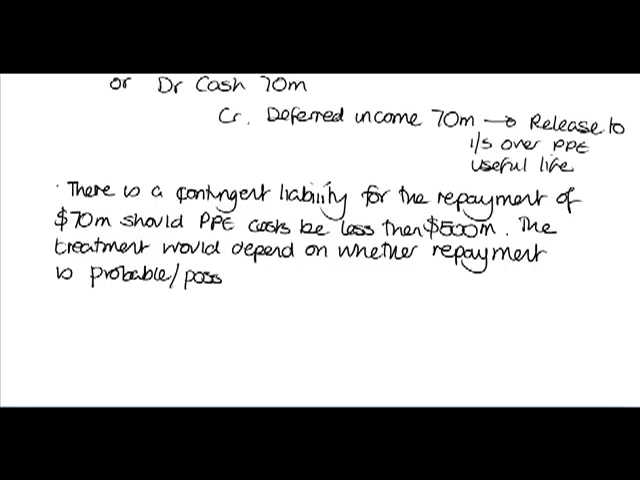 or Dr Cash 70m
Cr. Deferred income 70m → Release to
I/S over PPE
useful life
· There is a contingent liability for the repayment of
$70m should PPE costs be less then $500m. The
treatment would depend on whether repayment
is probable/poss